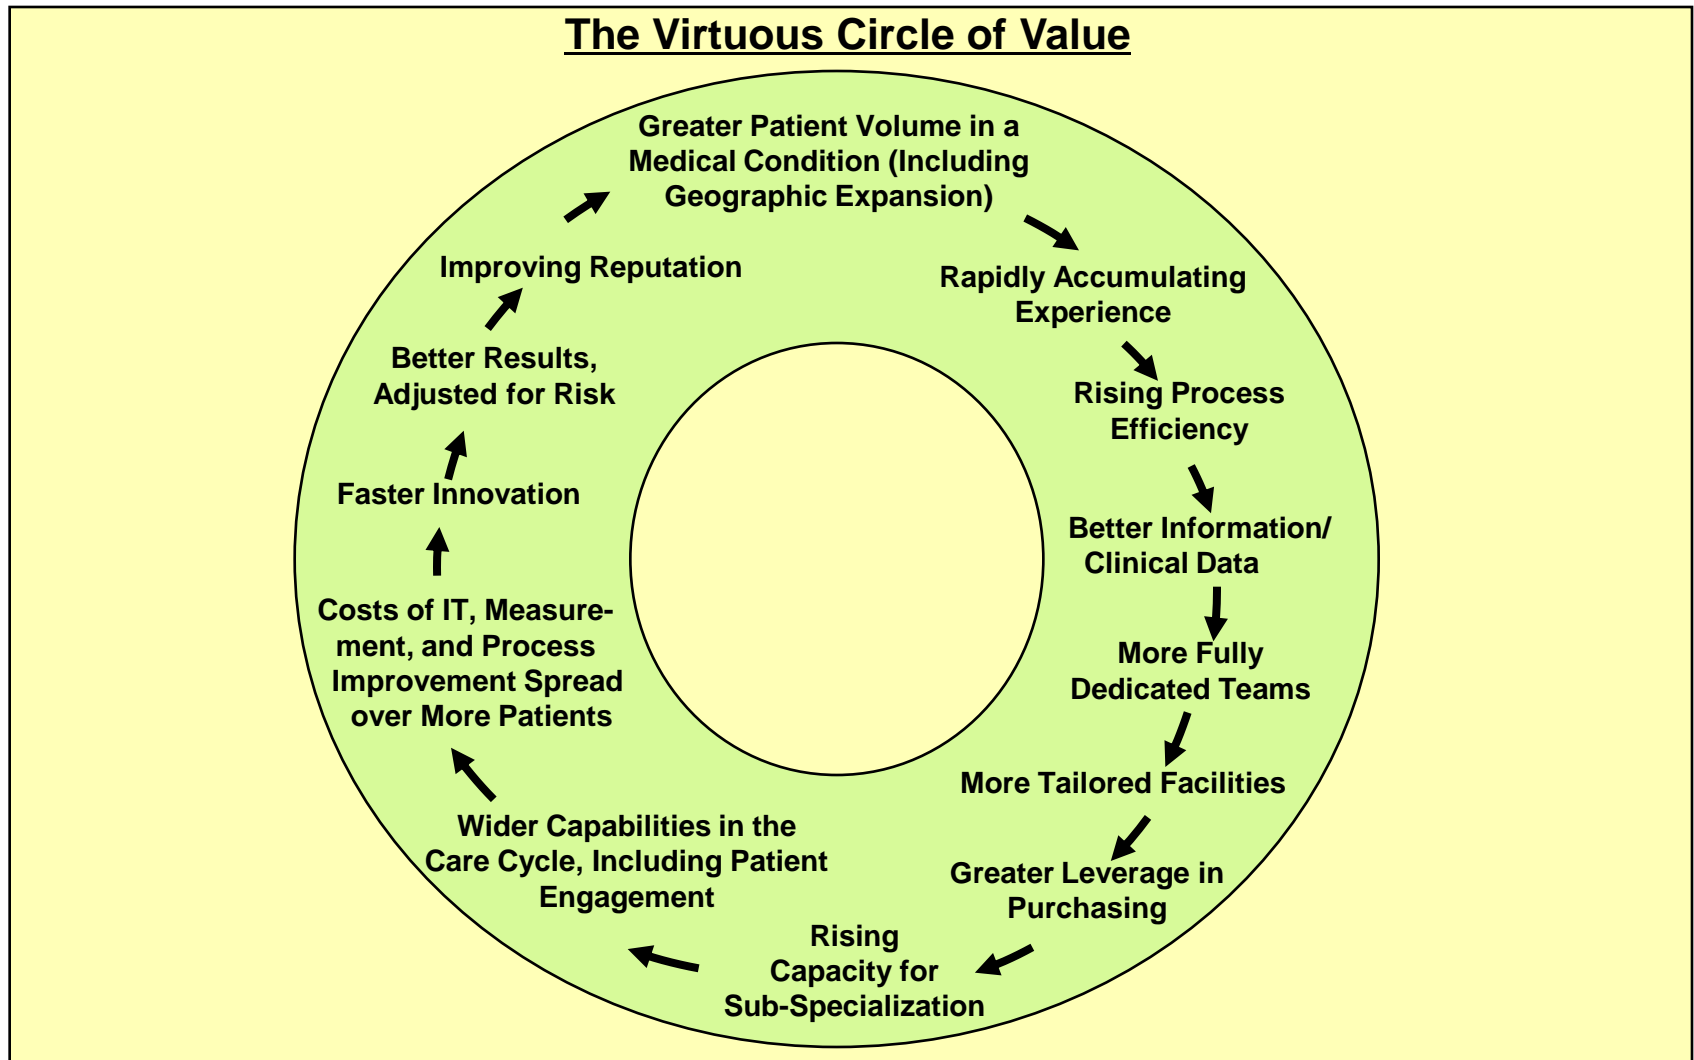 The Virtuous Circle of Value
Greater Patient Volume in a
Medical Condition (Including
Geographic Expansion)
Rapidly Accumulating
Experience
Rising Process
Efficiency
Better Information/
Clinical Data
More Fully
Dedicated Teams
More Tailored Facilities
Greater Leverage in
Purchasing
Rising
Capacity for
Sub-Specialization
Wider Capabilities in the
Care Cycle, Including Patient
Engagement
Costs of IT, Measure-
ment, and Process
Improvement Spread
over More Patients
Faster Innovation
Better Results,
Adjusted for Risk
Improving Reputation